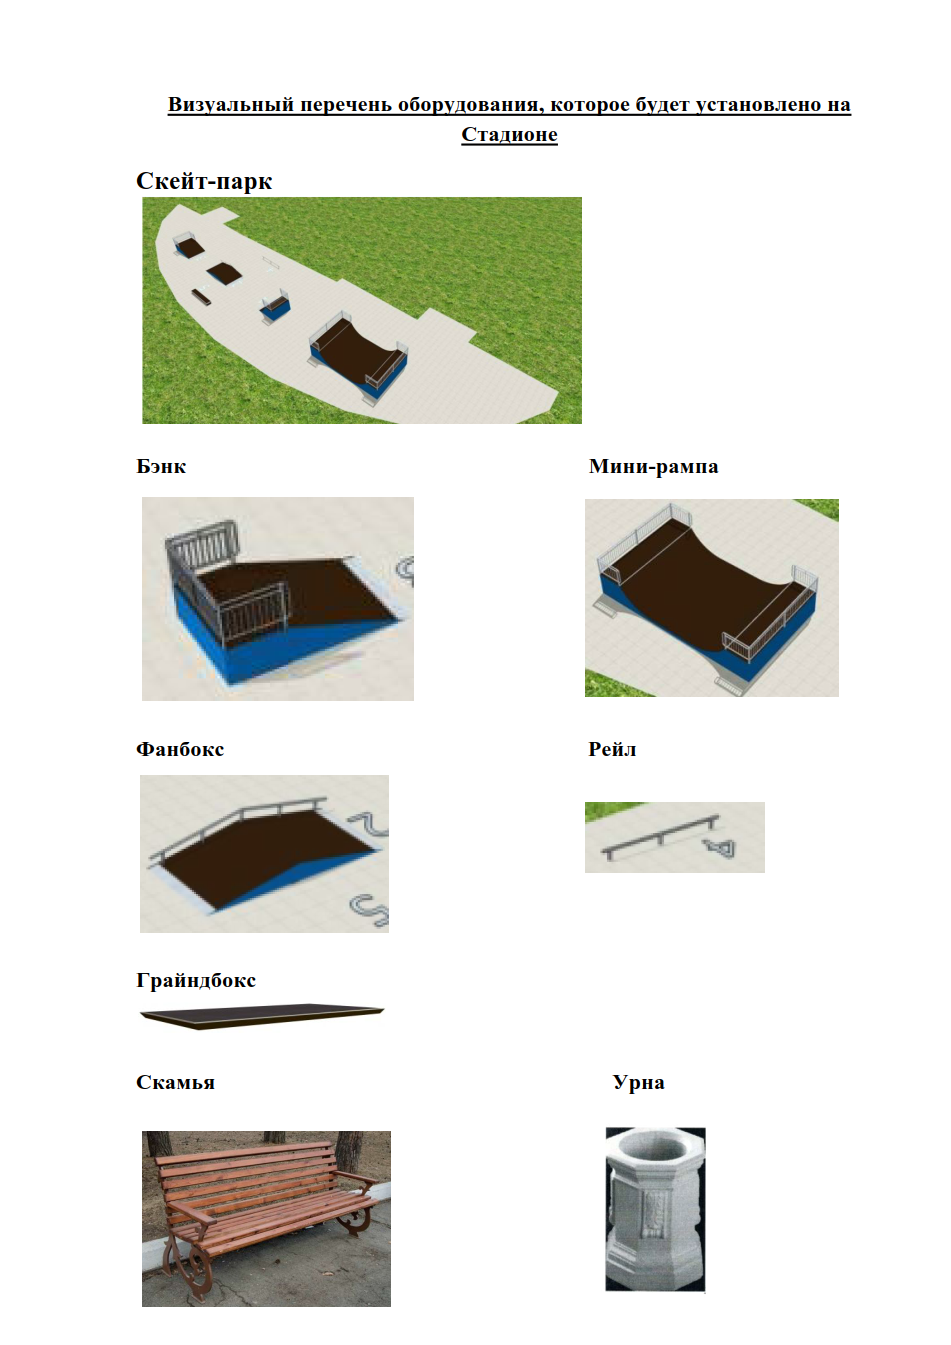 Визуальный перечень оборудования, которое будет установлено на
Стадионе
Скейт-парк
Бэнк
Мини-рампа
Фанбокс
Рейл
Грайндбокс
Скамья
Урна